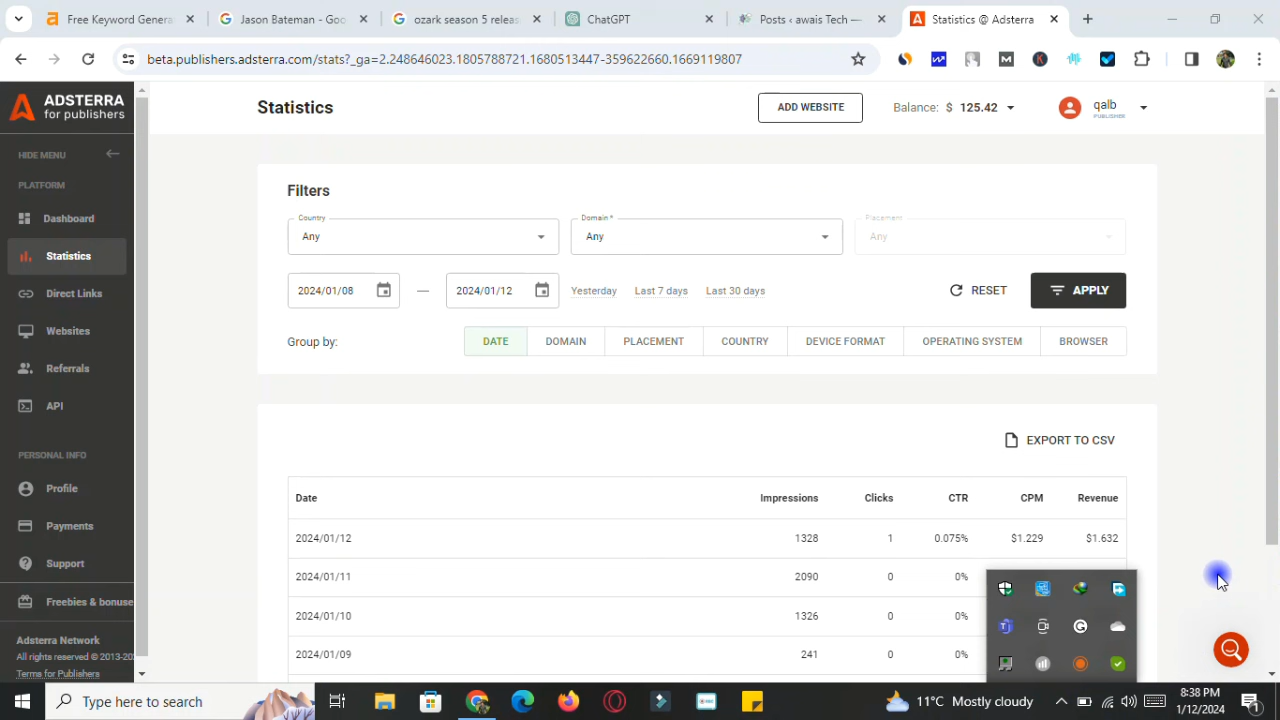 Free Keyword Genera
Jason Bateman - Goo
ozark season 5 releas
ChatGPT
Posts ‹ awais Tech —
Statistics @ Adsterra
beta.publishers.adsterra.com/stats?_ga=2.248646023.1805788721.1680513447-359622660.1669119807
ADSTERRA
for publishers
Statistics
ADD WEBSITE
Balance: $ 125.42
qalb
PUBLISHER
HIDE MENU
PLATFORM
Dashboard
Statistics
Direct Links
Websites
Referrals
API
PERSONAL INFO
Profile
Payments
Support
Freebies & bonuse
Adsterra Network
All rights reserved © 2013-20
Terms for Publishers
Filters
Country
Any
Domain *
Any
Placement
Any
2024/01/08 — 2024/01/12
Yesterday
Last 7 days
Last 30 days
RESET
APPLY
Group by:
DATE
DOMAIN
PLACEMENT
COUNTRY
DEVICE FORMAT
OPERATING SYSTEM
BROWSER
EXPORT TO CSV
Date Impressions Clicks CTR CPM Revenue
2024/01/12 1328 1 0.075% $1.229 $1.632
2024/01/11 2090 0 0%
2024/01/10 1326 0 0%
2024/01/09 241 0 0%
Type here to search
11°C Mostly cloudy
8:38 PM
1/12/2024
1